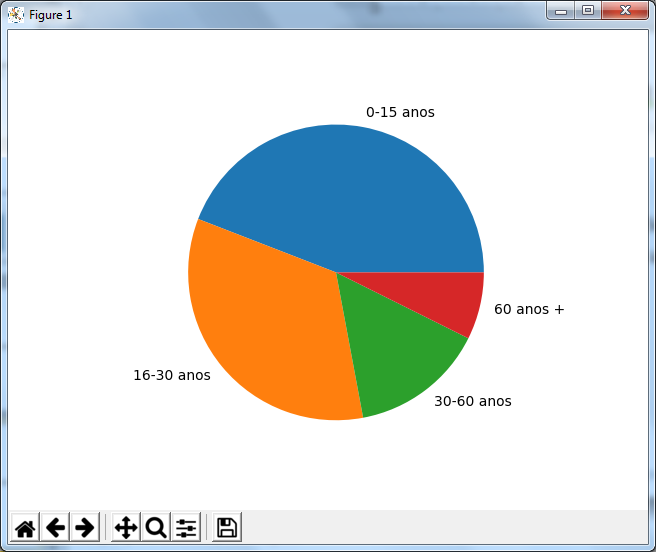 Figure 1
0-15 anos
16-30 anos
30-60 anos
60 anos +